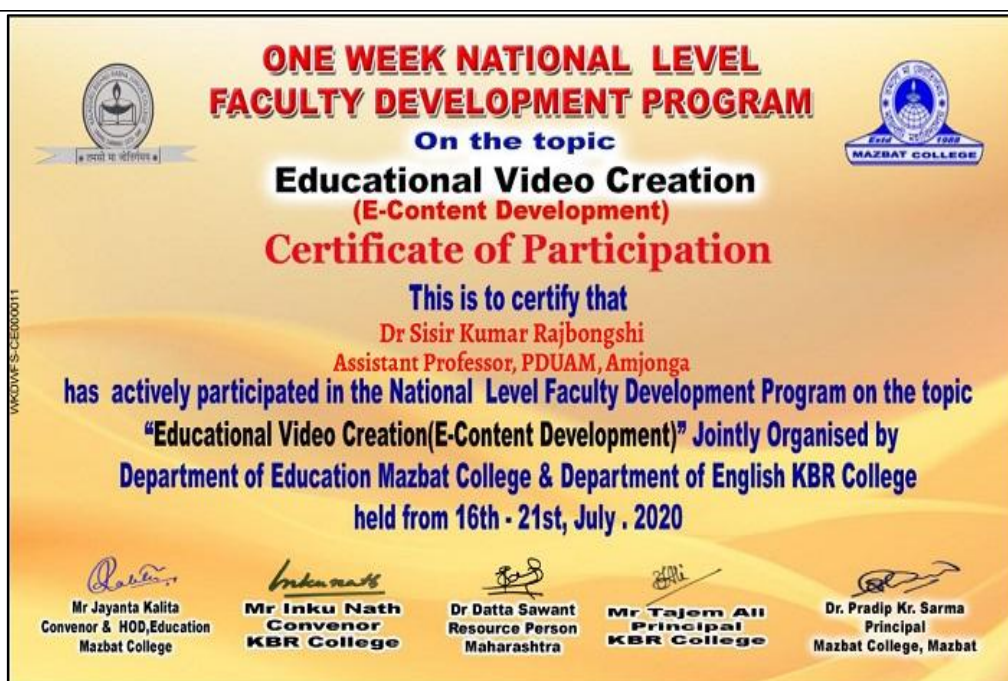 ONE WEEK NATIONAL LEVEL
FACULTY DEVELOPMENT PROGRAM
On the topic
Educational Video Creation
(E-Content Development)
Certificate of Participation
Estd 1988
MAZBAT COLLEGE
This is to certify that
Dr Sisir Kumar Rajbongshi
Assistant Professor, PDUAM, Amjonga
has actively participated in the National Level Faculty Development Program on the topic
“Educational Video Creation(E-Content Development)” Jointly Organised by
Department of Education Mazbat College & Department of English KBR College
held from 16th - 21st, July . 2020
WKDWFS-CE000011
Mr Jayanta Kalita
Convenor & HOD,Education
Mazbat College
Mr Inku Nath
Convenor
KBR College
Dr Datta Sawant
Resource Person
Maharashtra
Mr Tajem Ali
Principal
KBR College
Dr. Pradip Kr. Sarma
Principal
Mazbat College, Mazbat